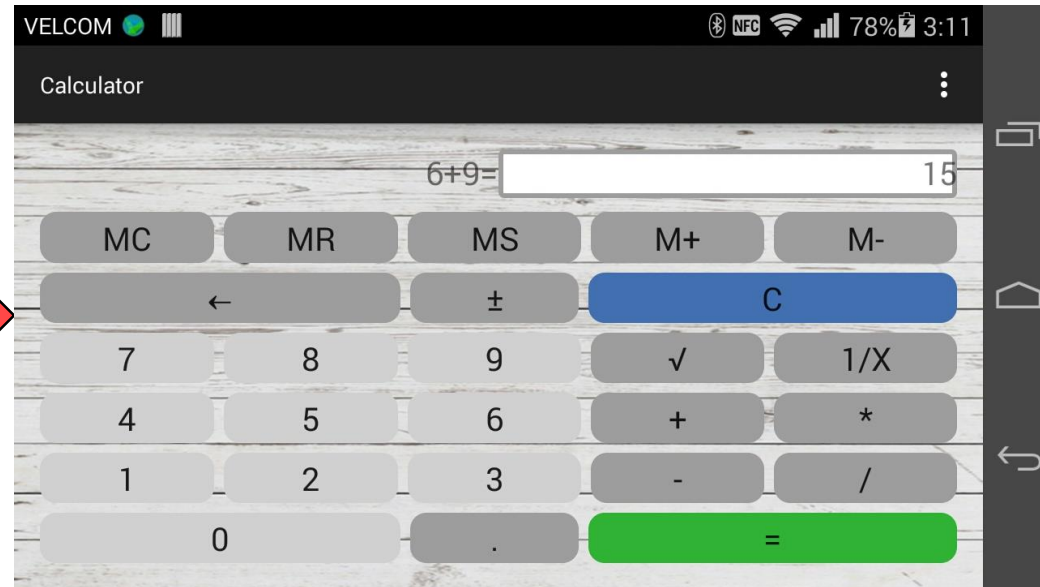 VELCOM NFC 78% 3:11
Calculator
6+9= 15
MC MR MS M+ M-
← ± C
7 8 9 √ 1/X
4 5 6 + *
1 2 3 - /
0 . =